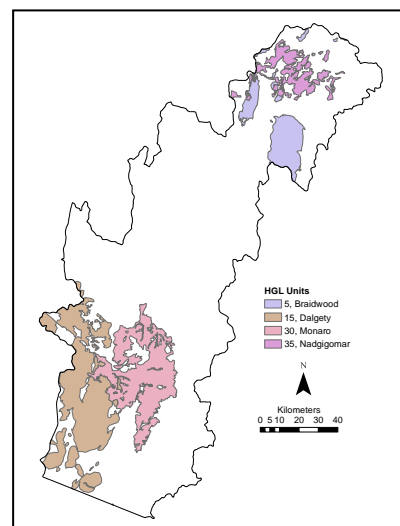 HGL Units
5, Braidwood
15, Dalgety
30, Monaro
35, Nadgigomar
N
Kilometers
0 5 10 20 30 40